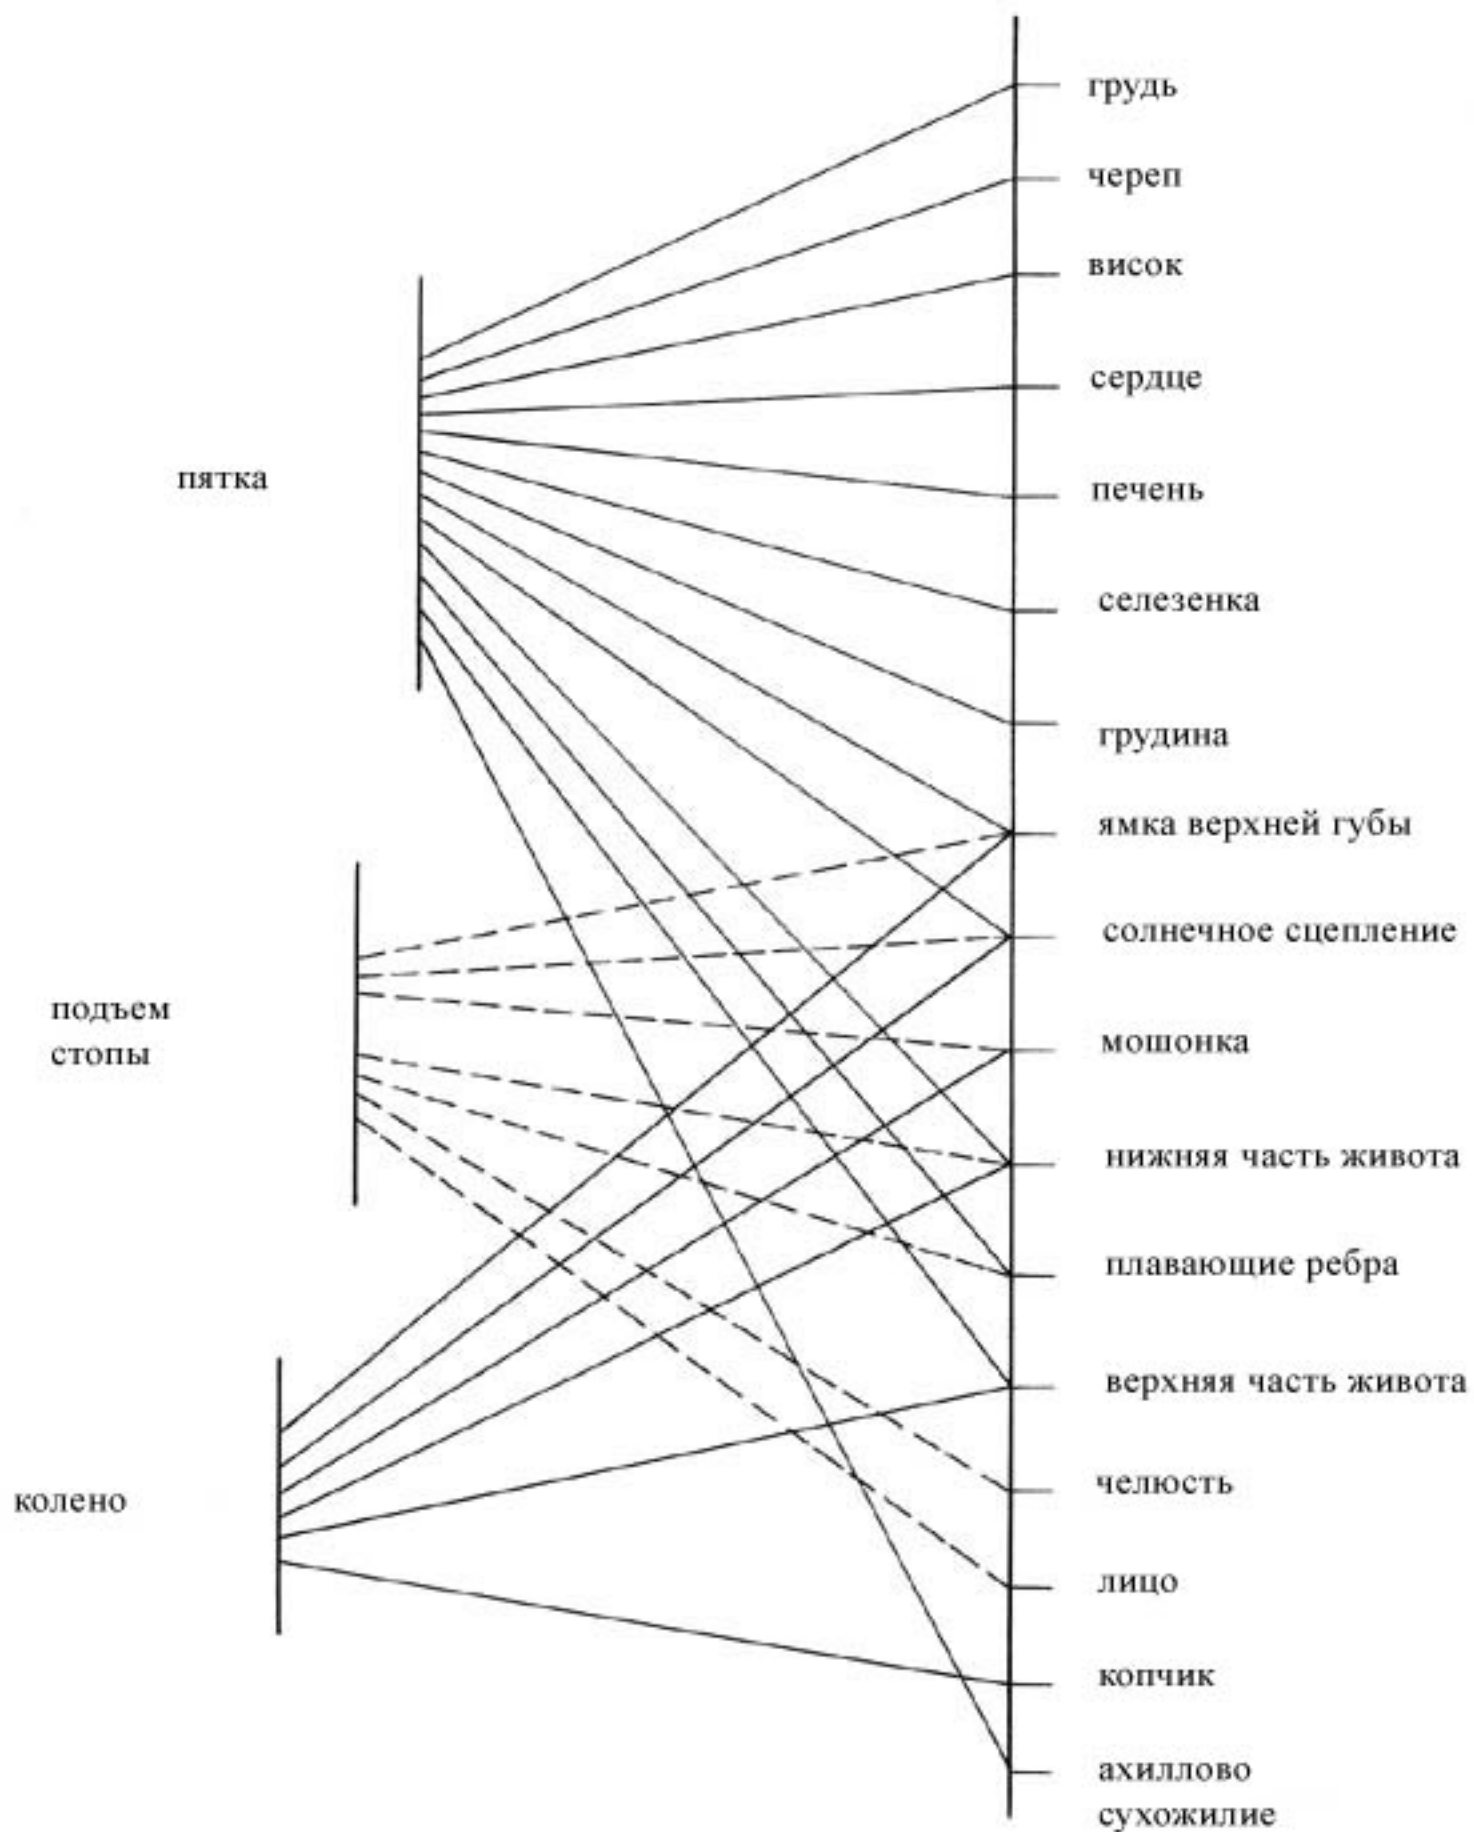 грудь
череп
висок
сердце
пятка
печень
селезенка
грудина
ямка верхней губы
солнечное сцепление
подъем
стопы
мошонка
нижняя часть живота
плавающие ребра
верхняя часть живота
челюсть
колено
лицо
копчик
ахиллово
сухожилие